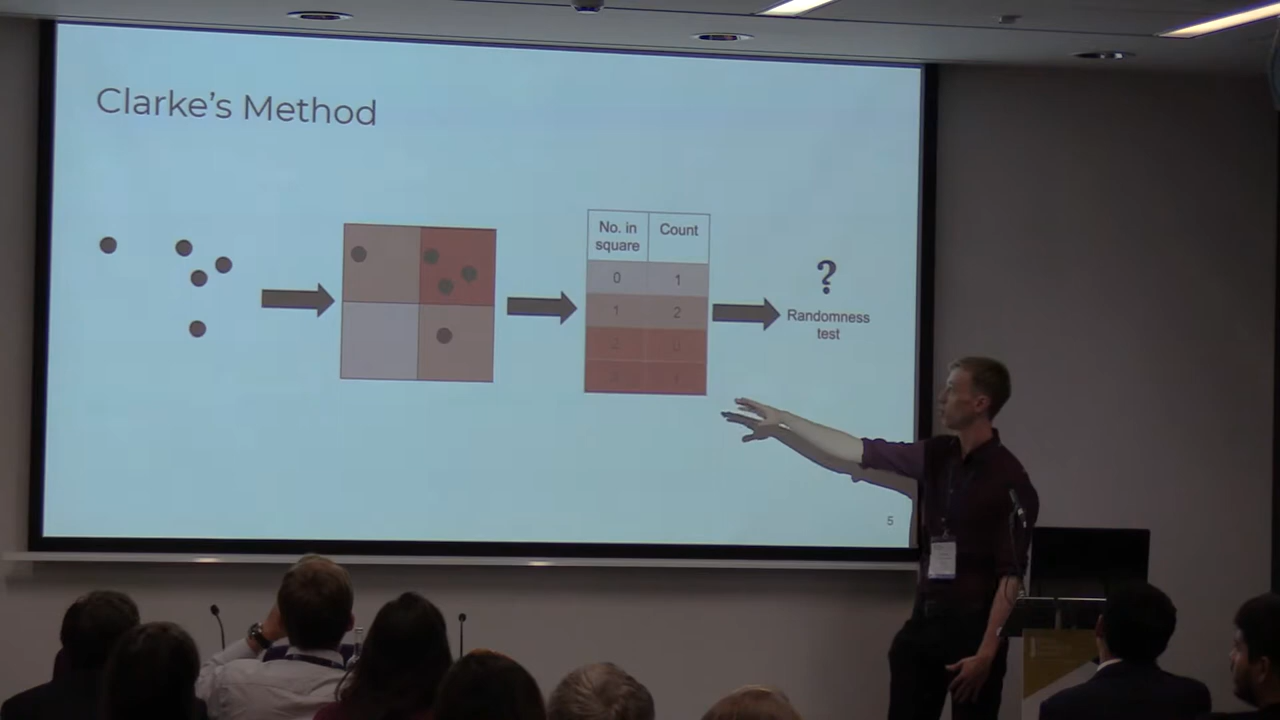 Clarke's Method
No. in
square
Count
0 1
1 2
Randomness
test
?
5